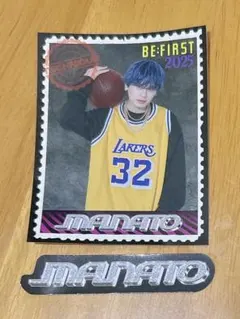 BE:FIRST
2025
LAKERS
32
MANATO
MANATO